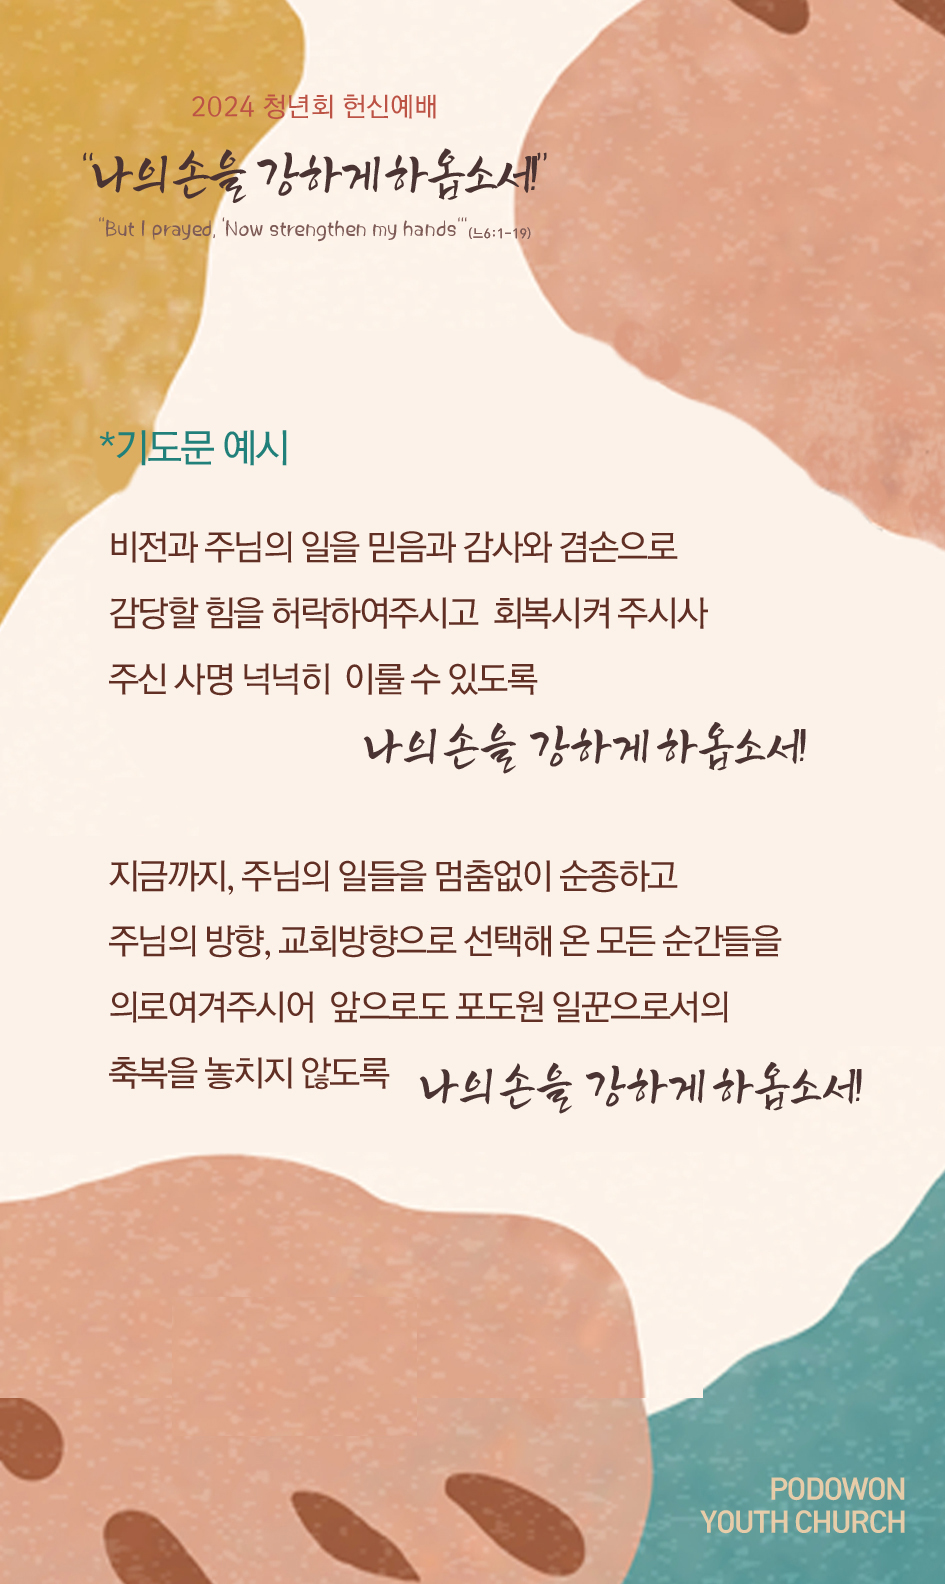 2024 청년회 헌신예배
"나의 손을 강하게 하옵소서!"
"But I prayed, 'Now strengthen my hands'" (느6:1-19)
*기도문 예시
비전과 주님의 일을 믿음과 감사와 겸손으로
감당할 힘을 허락하여주시고 회복시켜 주시사
주신 사명 넉넉히 이룰 수 있도록
나의 손을 강하게 하옵소서!
지금까지, 주님의 일들을 멈춤없이 순종하고
주님의 방향, 교회방향으로 선택해 온 모든 순간들을
의로여겨주시어 앞으로도 포도원 일꾼으로서의
축복을 놓치지 않도록 나의 손을 강하게 하옵소서!
PODOWON
YOUTH CHURCH